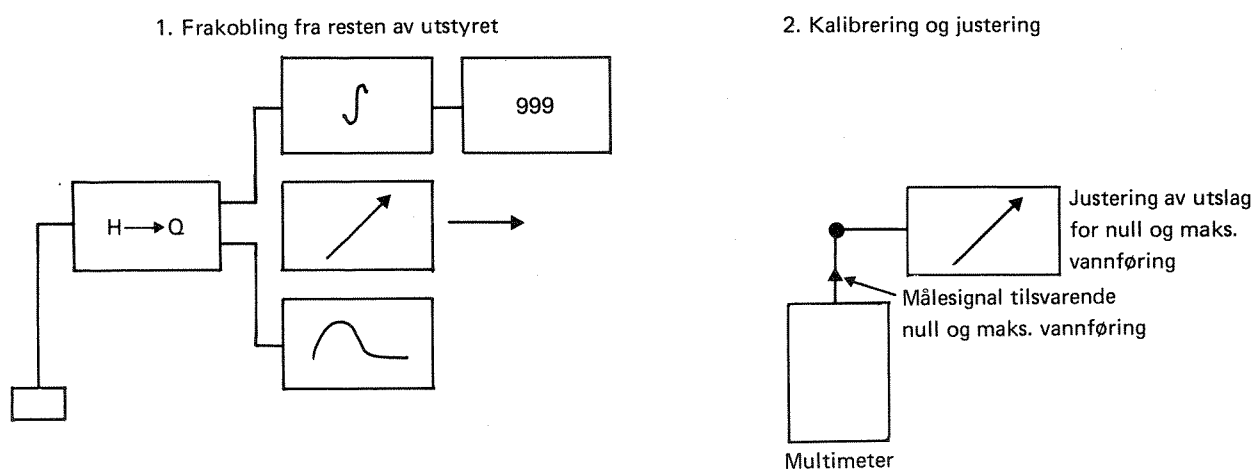 1. Frakobling fra resten av utstyret
2. Kalibrering og justering
999
H→Q
Justering av utslag
for null og maks.
vannføring
Målesignal tilsvarende
null og maks. vannføring
Multimeter